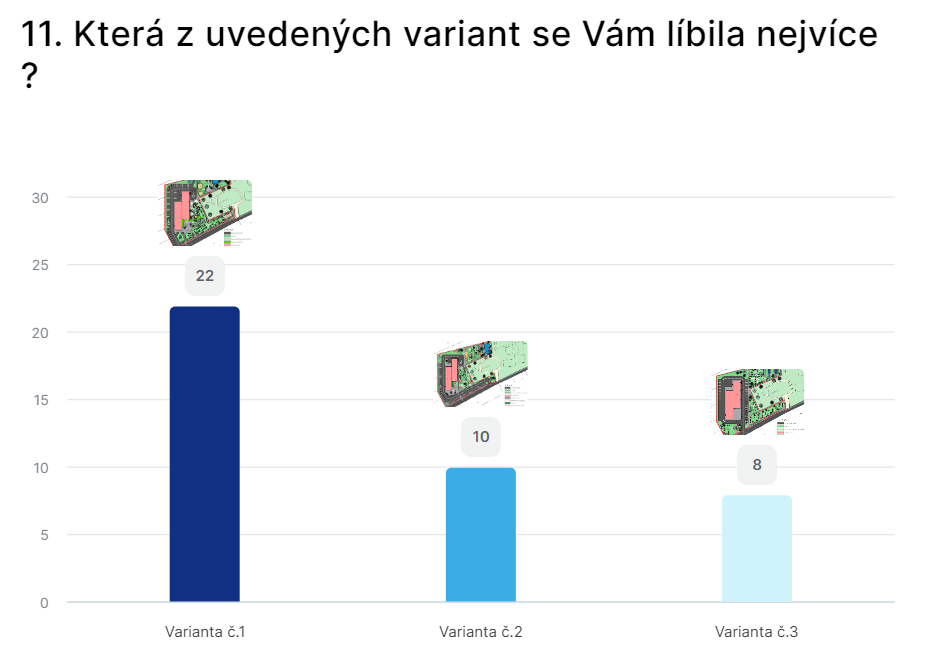 11. Která z uvedených variant se Vám líbila nejvíce
?
30
25
22
20
15
10
10
8
5
0
Varianta č.1
Varianta č.2
Varianta č.3